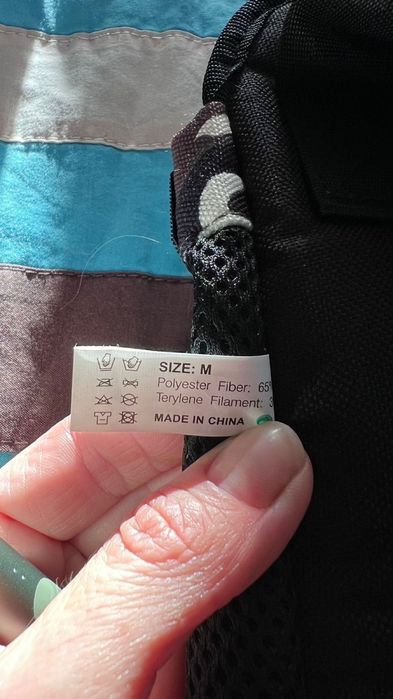 SIZE: M
Polyester Fiber: 65
Terylene Filament: 3
MADE IN CHINA